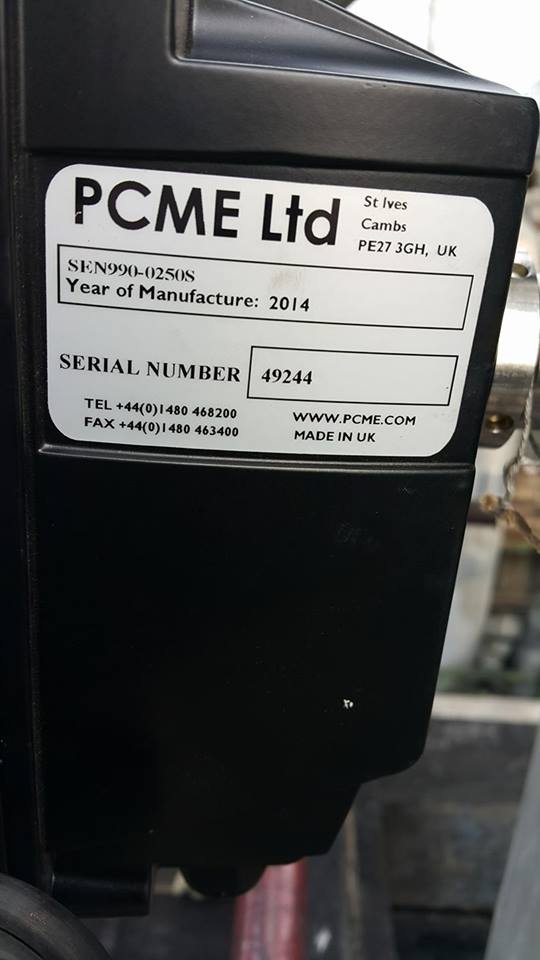 PCME Ltd
St Ives
Cambs
PE27 3GH, UK
SEN990-0250S
Year of Manufacture: 2014
SERIAL NUMBER 49244
TEL +44(0)1480 468200
FAX +44(0)1480 463400
WWW.PCME.COM
MADE IN UK